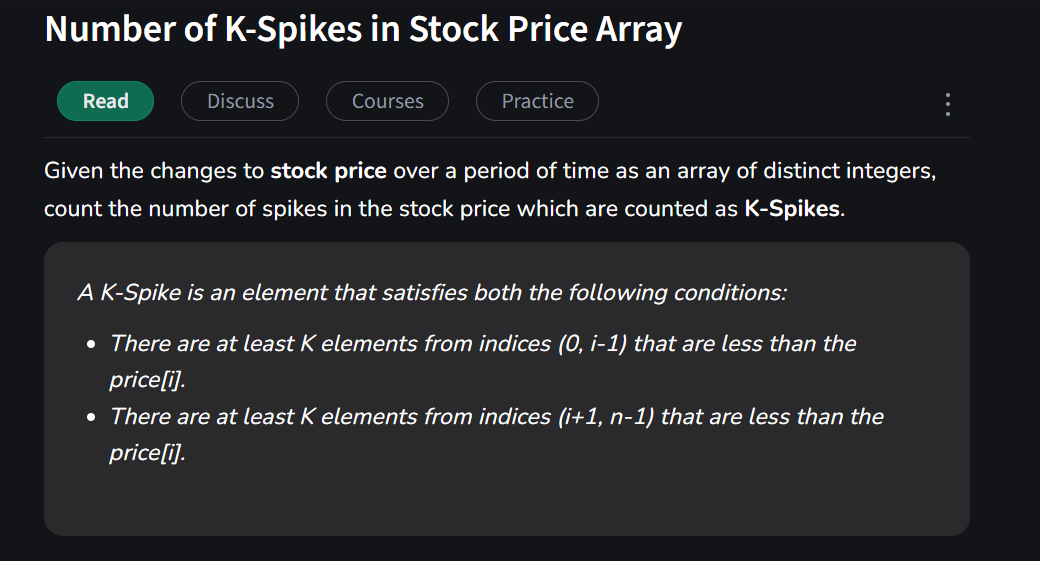 Number of K-Spikes in Stock Price Array
Read
Discuss
Courses
Practice
Given the changes to stock price over a period of time as an array of distinct integers,
count the number of spikes in the stock price which are counted as K-Spikes.
A K-Spike is an element that satisfies both the following conditions:
• There are at least K elements from indices (0, i-1) that are less than the
price[i].
• There are at least K elements from indices (i+1, n-1) that are less than the
price[i].